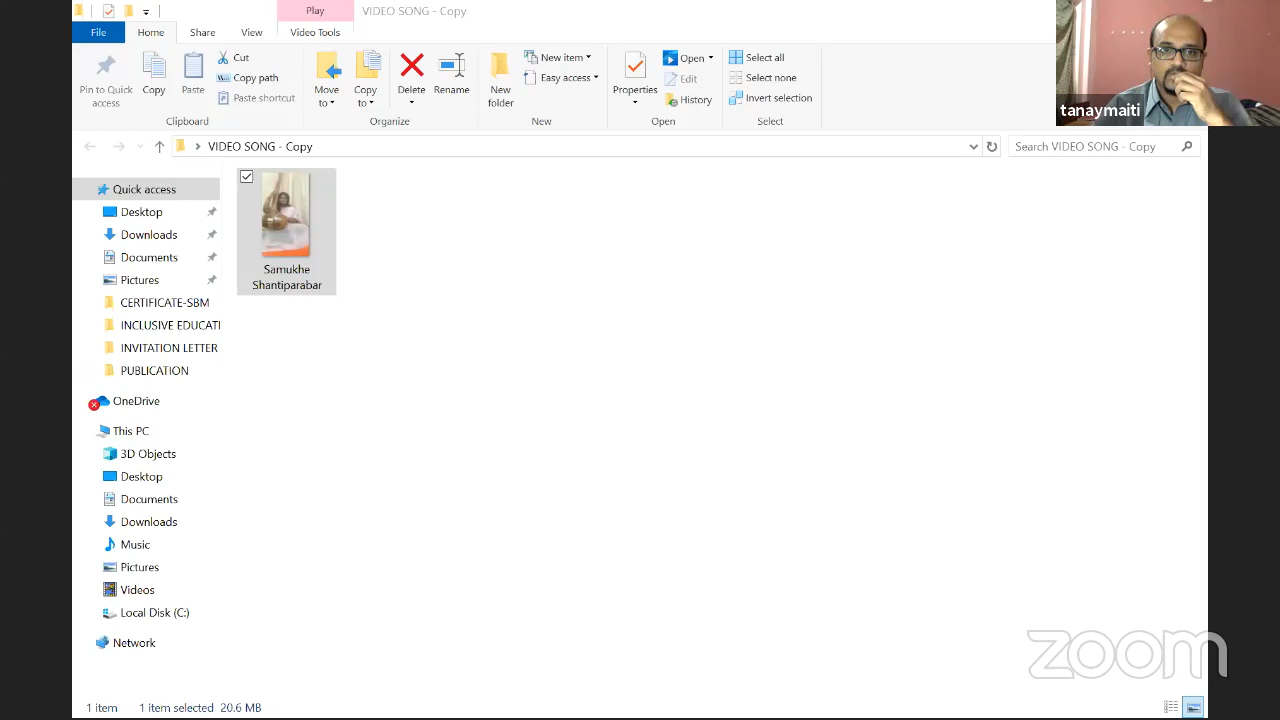 Play
VIDEO SONG - Copy
File
Home
Share
View
Video Tools
Pin to Quick access
Copy
Paste
Cut
Copy path
Paste shortcut
Clipboard
Move to
Copy to
Delete
Rename
Organize
New folder
New item
Easy access
New
Properties
Open
Edit
History
Open
Select all
Select none
Invert selection
Select
tanaymaiti
VIDEO SONG - Copy
Search VIDEO SONG - Copy
Quick access
Desktop
Downloads
Documents
Pictures
CERTIFICATE-SBM
INCLUSIVE EDUCATI
INVITATION LETTER
PUBLICATION
OneDrive
This PC
3D Objects
Desktop
Documents
Downloads
Music
Pictures
Videos
Local Disk (C:)
Network
Samukhe
Shantiparabar
zoom
1 item
1 item selected 20.6 MB